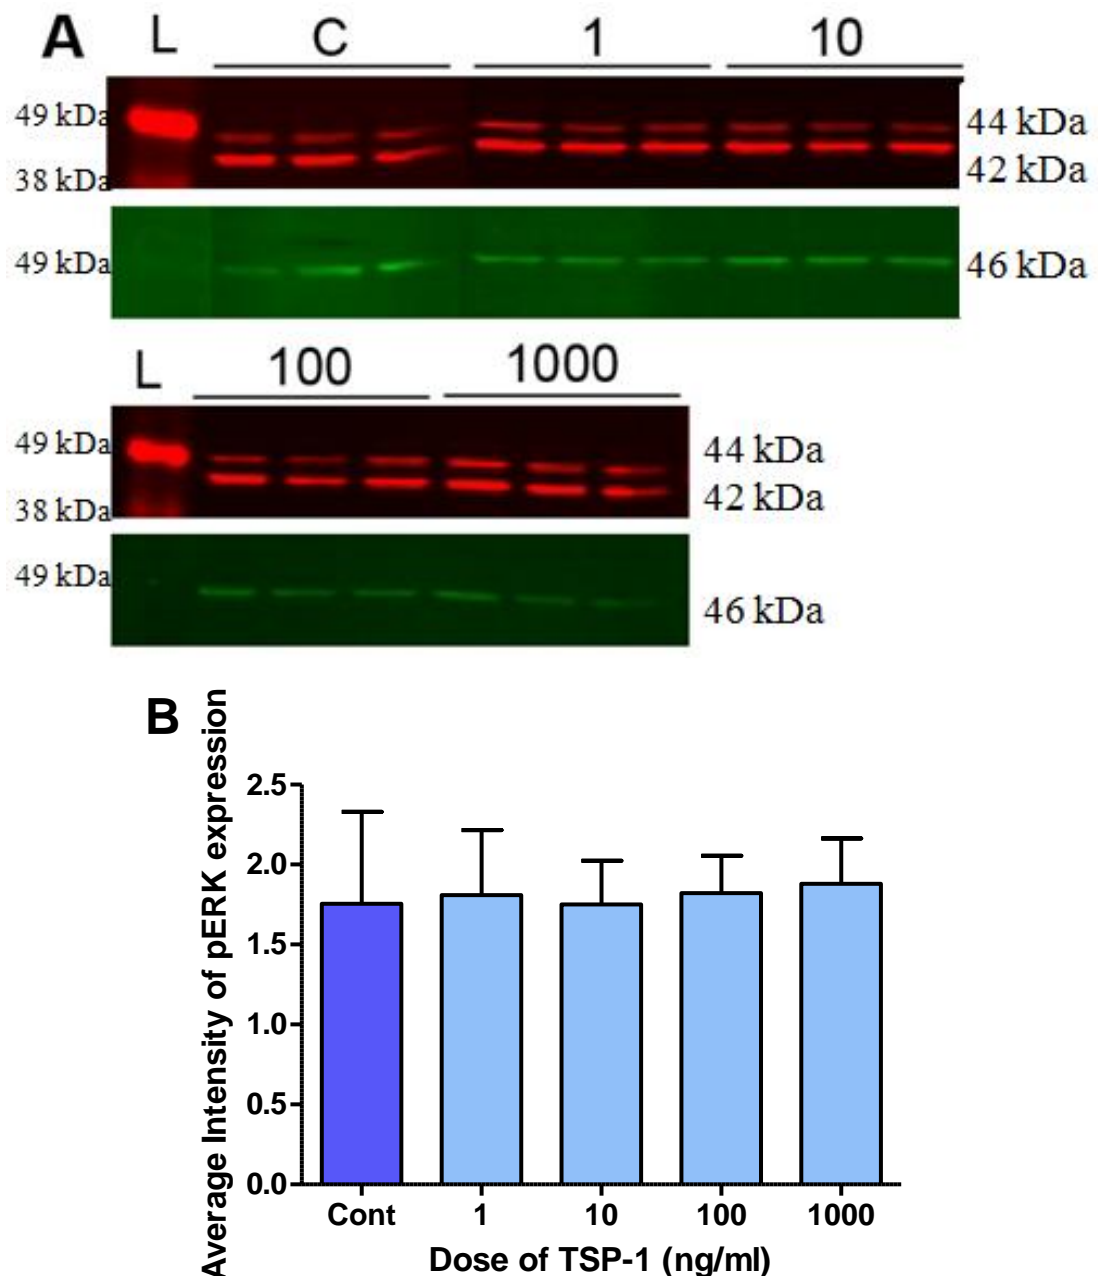 A L C 1 10
49 kDa 44 kDa
38 kDa 42 kDa
49 kDa 46 kDa
L 100 1000
49 kDa 44 kDa
38 kDa 42 kDa
49 kDa 46 kDa
B
Average Intensity of pERK expression
2.5
2.0
1.5
1.0
0.5
0.0
Cont 1 10 100 1000
Dose of TSP-1 (ng/ml)